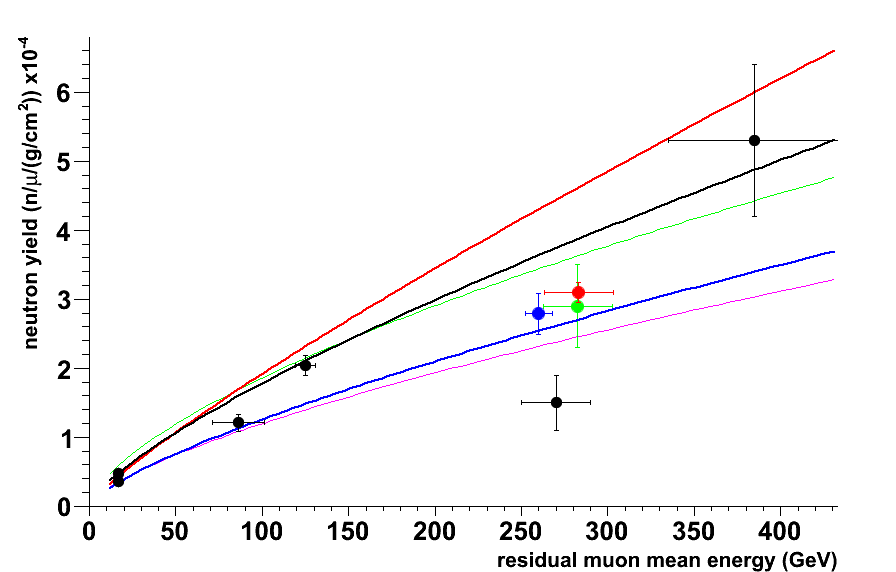 neutron yield (n/μ/(g/cm²)) x10⁻⁴
6
5
4
3
2
1
0
0 50 100 150 200 250 300 350 400
residual muon mean energy (GeV)